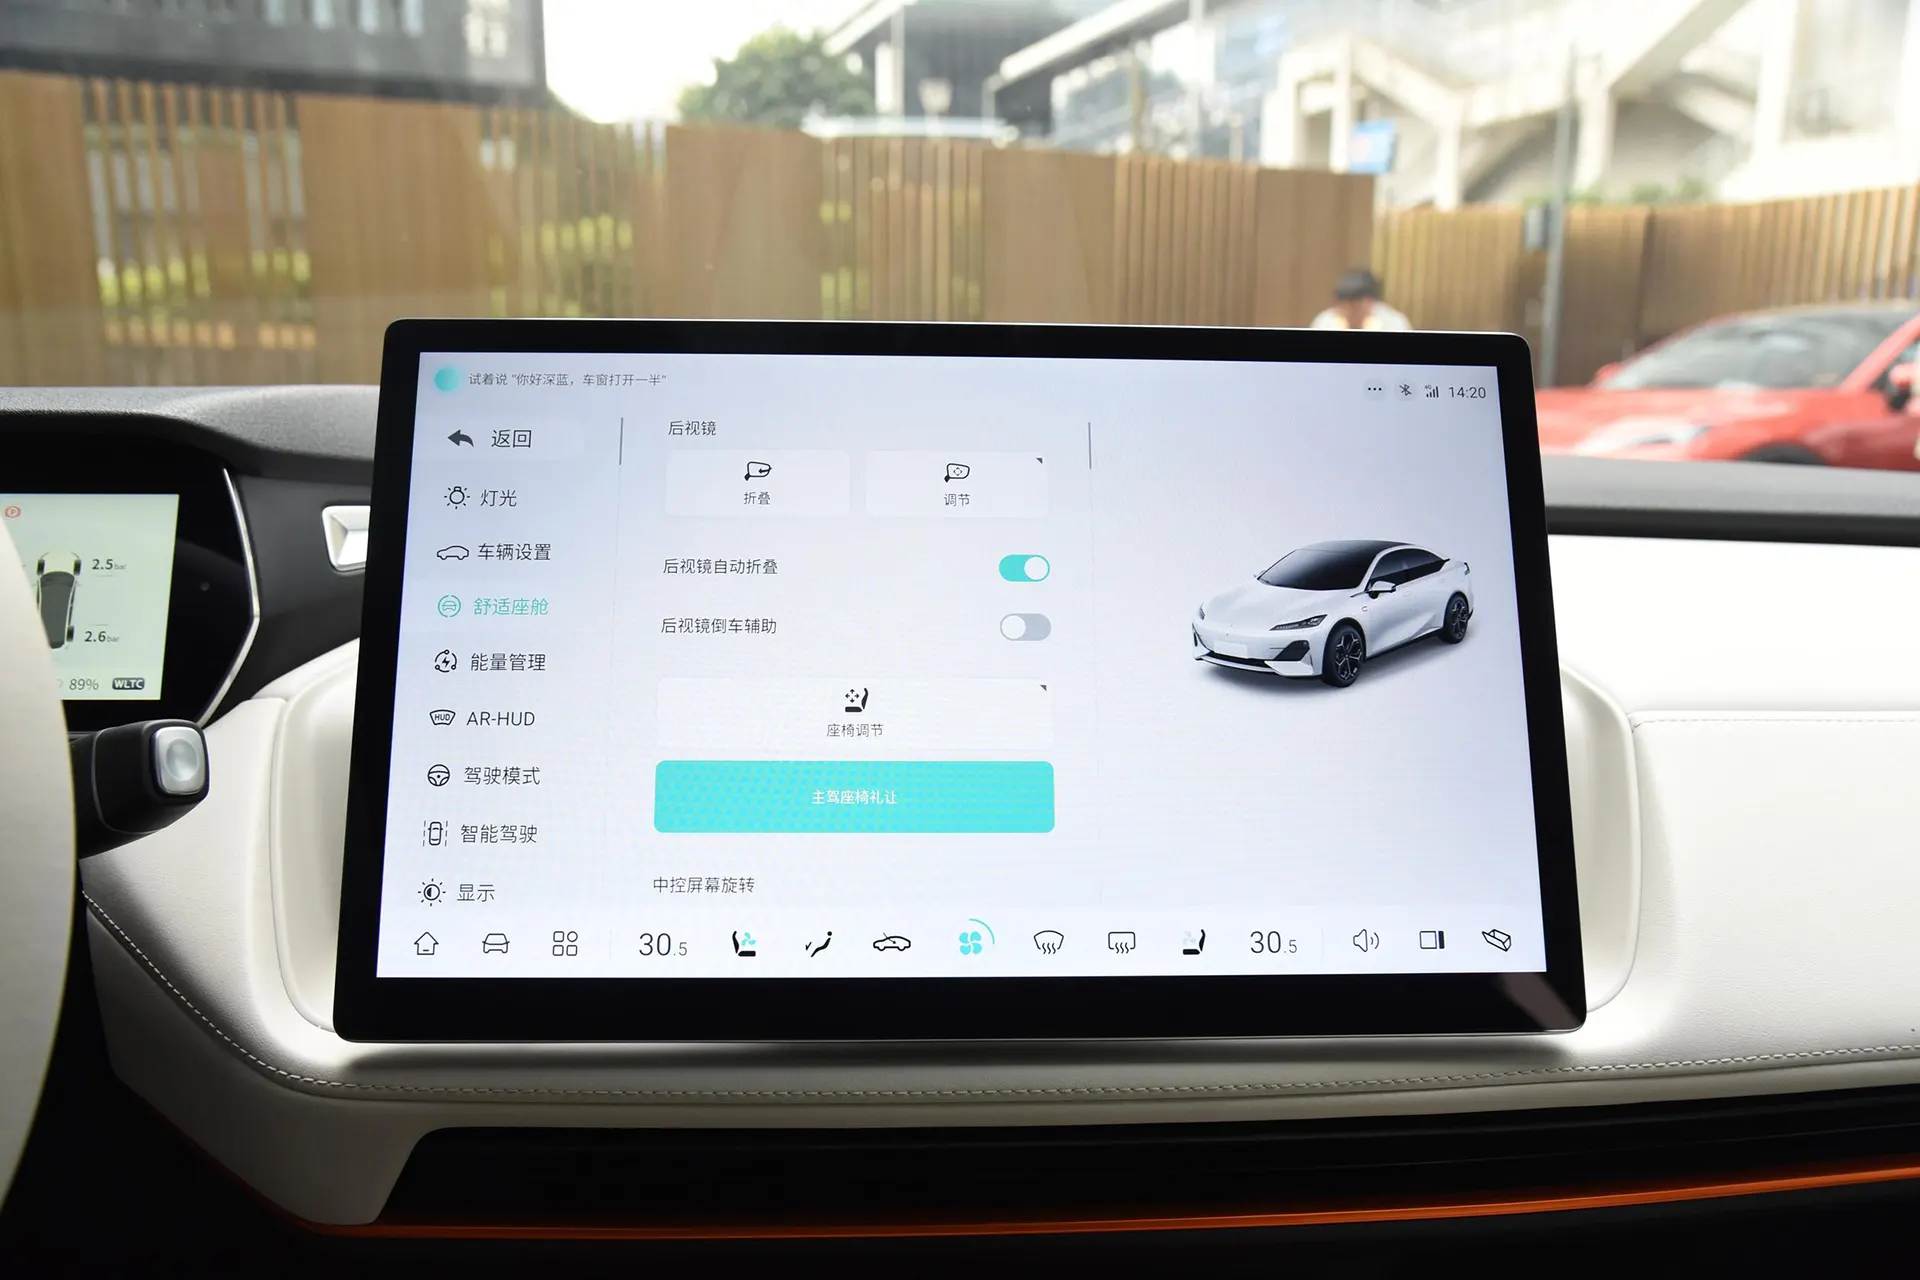 试着说 "你好深蓝，车窗打开一半"
4G
14:20
返回
灯光
车辆设置
舒适座舱
能量管理
HUD AR-HUD
驾驶模式
智能驾驶
显示
后视镜
折叠
调节
后视镜自动折叠
后视镜倒车辅助
座椅调节
主驾座椅礼让
中控屏幕旋转
30.5
30.5
P
2.5 bar
2.6 bar
89% WLTC